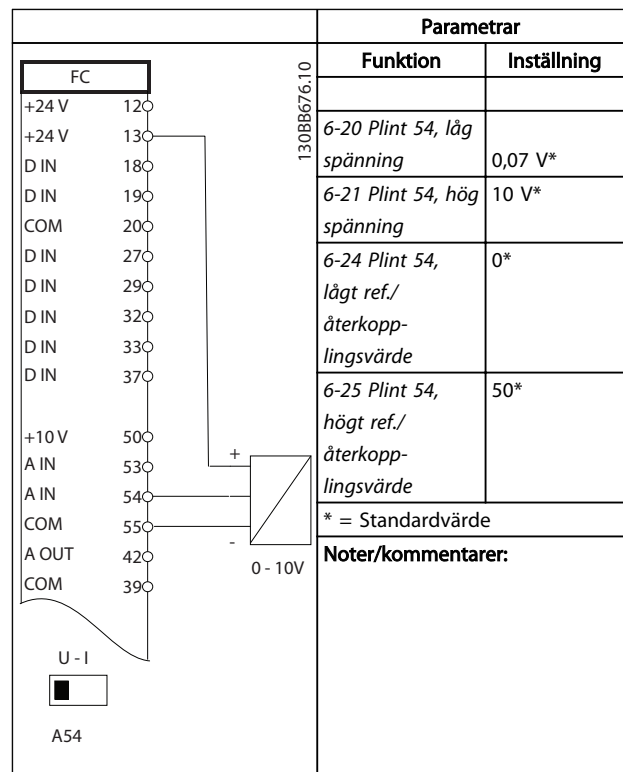 FC
+24 V 12
+24 V 13
D IN 18
D IN 19
COM 20
D IN 27
D IN 29
D IN 32
D IN 33
D IN 37
+10 V 50
A IN 53
A IN 54
COM 55
A OUT 42
COM 39
+
-
0 - 10V
U - I
A54
130BB676.10
Parametrar
Funktion Inställning
6-20 Plint 54, låg
spänning 0,07 V*
6-21 Plint 54, hög 10 V*
spänning
6-24 Plint 54, 0*
lågt ref./
återkopp-
lingsvärde
6-25 Plint 54, 50*
högt ref./
återkopp-
lingsvärde
* = Standardvärde
Noter/kommentarer: